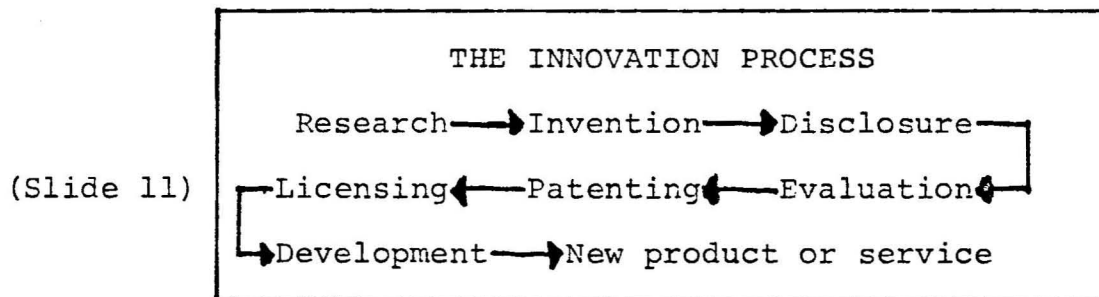 THE INNOVATION PROCESS
Research Invention Disclosure
(Slide 11) Licensing Patenting Evaluation
Development New product or service